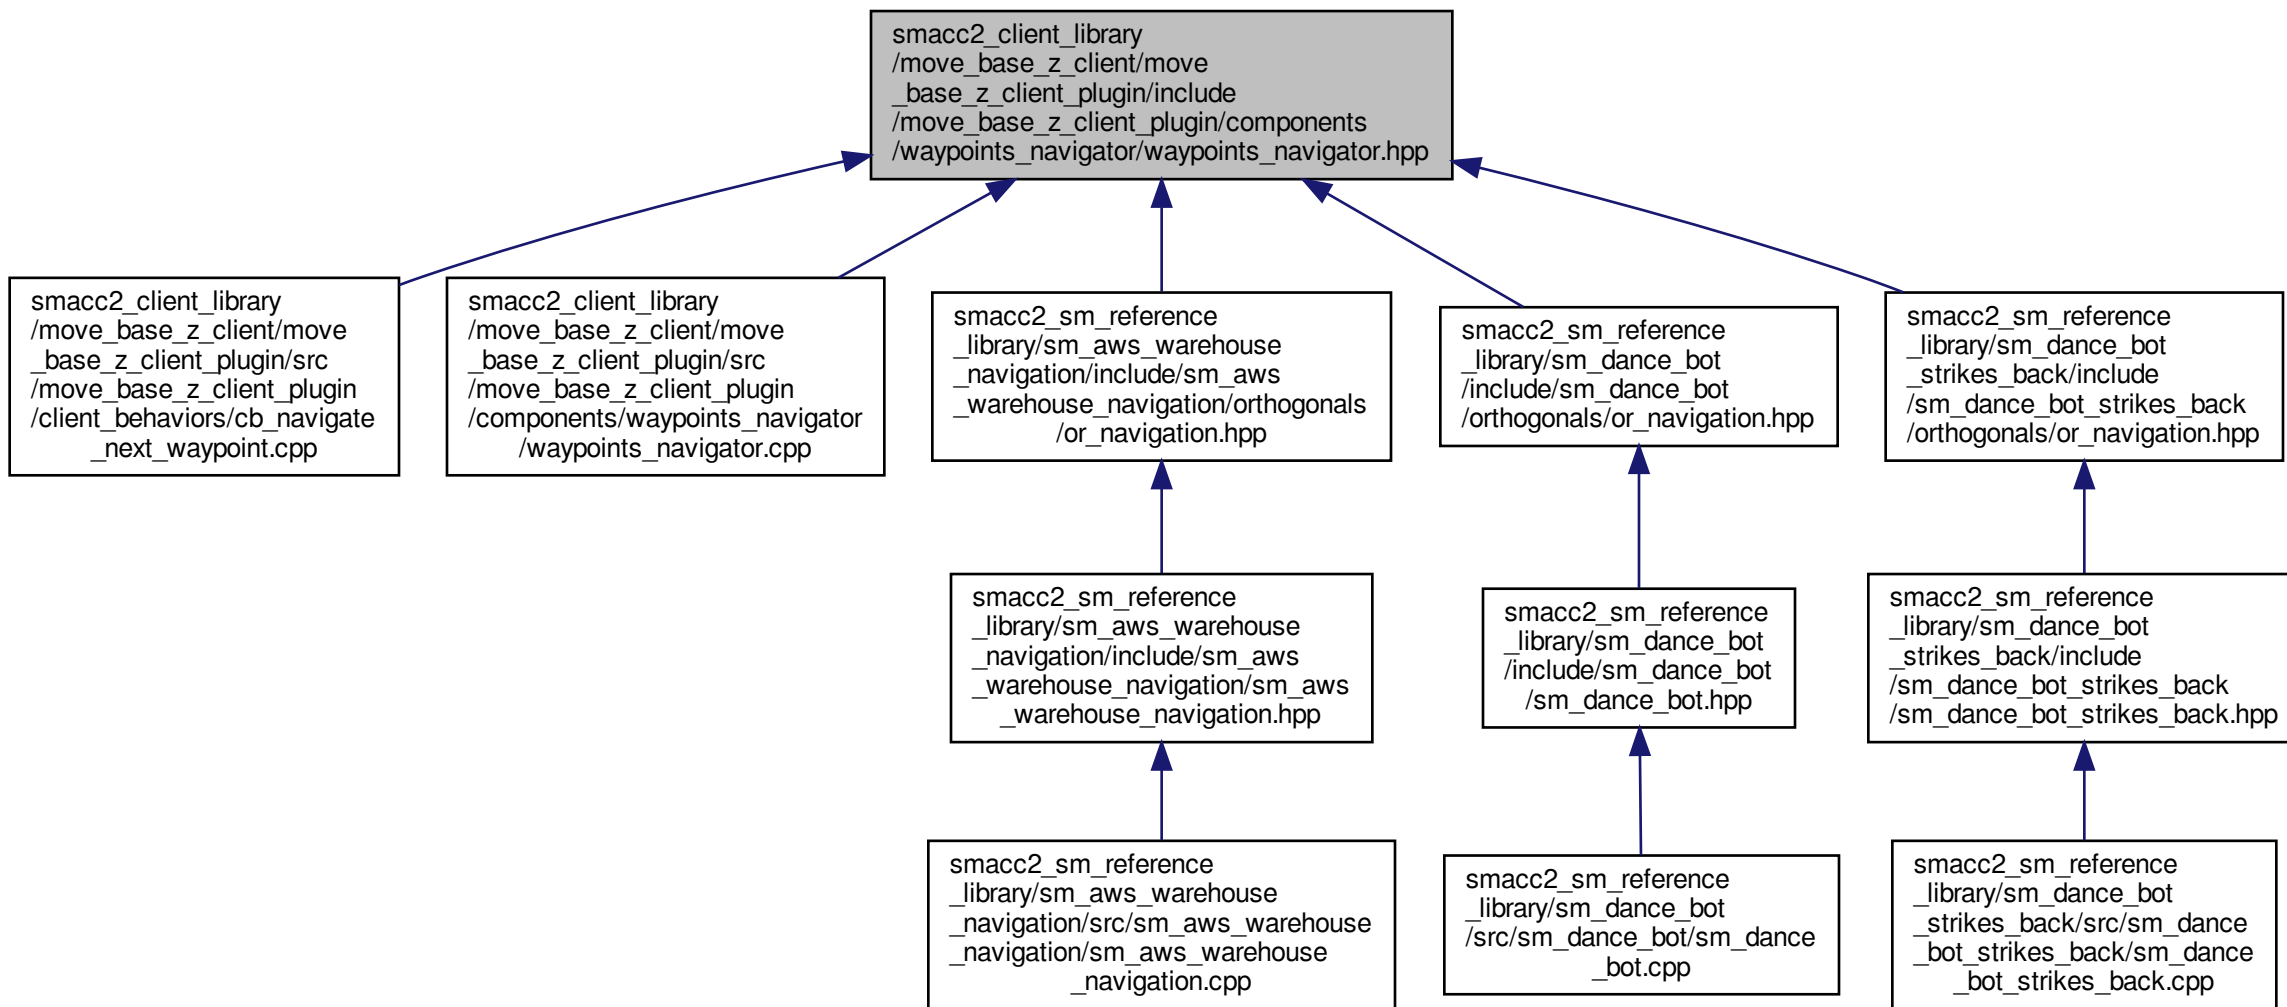 smacc2_client_library
/move_base_z_client/move
_base_z_client_plugin/include
/move_base_z_client_plugin/components
/waypoints_navigator/waypoints_navigator.hpp
smacc2_client_library
/move_base_z_client/move
_base_z_client_plugin/src
/move_base_z_client_plugin
/client_behaviors/cb_navigate
_next_waypoint.cpp
smacc2_client_library
/move_base_z_client/move
_base_z_client_plugin/src
/move_base_z_client_plugin
/components/waypoints_navigator
/waypoints_navigator.cpp
smacc2_sm_reference
_library/sm_aws_warehouse
_navigation/include/sm_aws
_warehouse_navigation/orthogonals
/or_navigation.hpp
smacc2_sm_reference
_library/sm_dance_bot
/include/sm_dance_bot
/orthogonals/or_navigation.hpp
smacc2_sm_reference
_library/sm_dance_bot
_strikes_back/include
/sm_dance_bot_strikes_back
/orthogonals/or_navigation.hpp
smacc2_sm_reference
_library/sm_aws_warehouse
_navigation/include/sm_aws
_warehouse_navigation/sm_aws
_warehouse_navigation.hpp
smacc2_sm_reference
_library/sm_dance_bot
/include/sm_dance_bot
/sm_dance_bot.hpp
smacc2_sm_reference
_library/sm_dance_bot
_strikes_back/include
/sm_dance_bot_strikes_back
/sm_dance_bot_strikes_back.hpp
smacc2_sm_reference
_library/sm_aws_warehouse
_navigation/src/sm_aws_warehouse
_navigation/sm_aws_warehouse
_navigation.cpp
smacc2_sm_reference
_library/sm_dance_bot
/src/sm_dance_bot/sm_dance
_bot.cpp
smacc2_sm_reference
_library/sm_dance_bot
_strikes_back/src/sm_dance
_bot_strikes_back/sm_dance
_bot_strikes_back.cpp